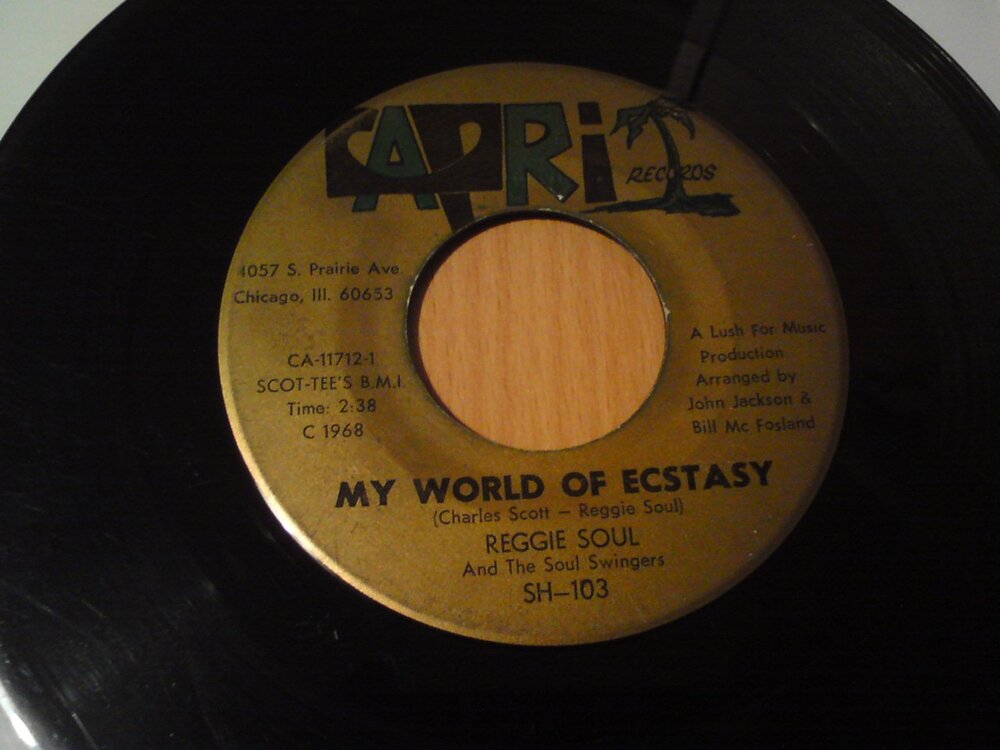 CAPRI
RECORDS
4057 S. Prairie Ave.
Chicago, Ill. 60653
CA-11712-1
SCOT-TEE'S B.M.I.
Time: 2:38
C 1968
A Lush For Music
Production
Arranged by
John Jackson &
Bill Mc Fosland
MY WORLD OF ECSTASY
(Charles Scott – Reggie Soul)
REGGIE SOUL
And The Soul Swingers
SH–103